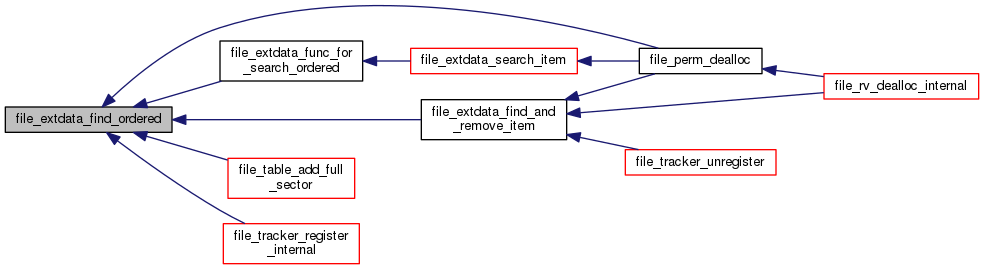 file_extdata_find_ordered
file_extdata_func_for
_search_ordered
file_extdata_search_item
file_perm_dealloc
file_rv_dealloc_internal
file_extdata_find_and
_remove_item
file_tracker_unregister
file_table_add_full
_sector
file_tracker_register
_internal